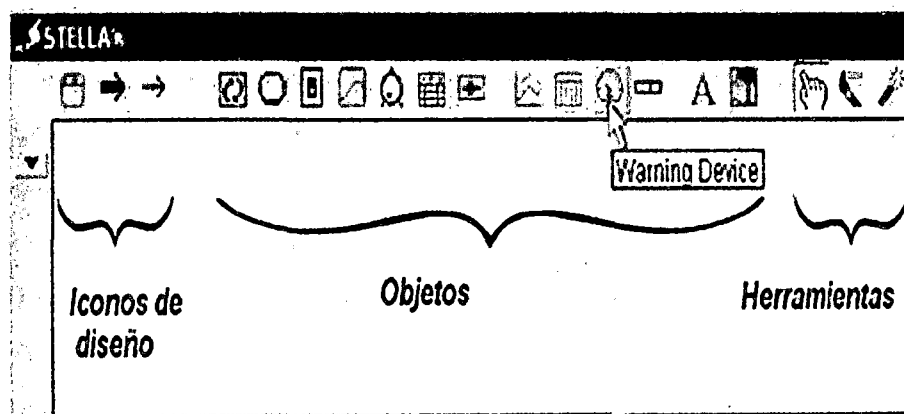 STELLA®
A
Warning Device
Iconos de
diseño
Objetos
Herramientas